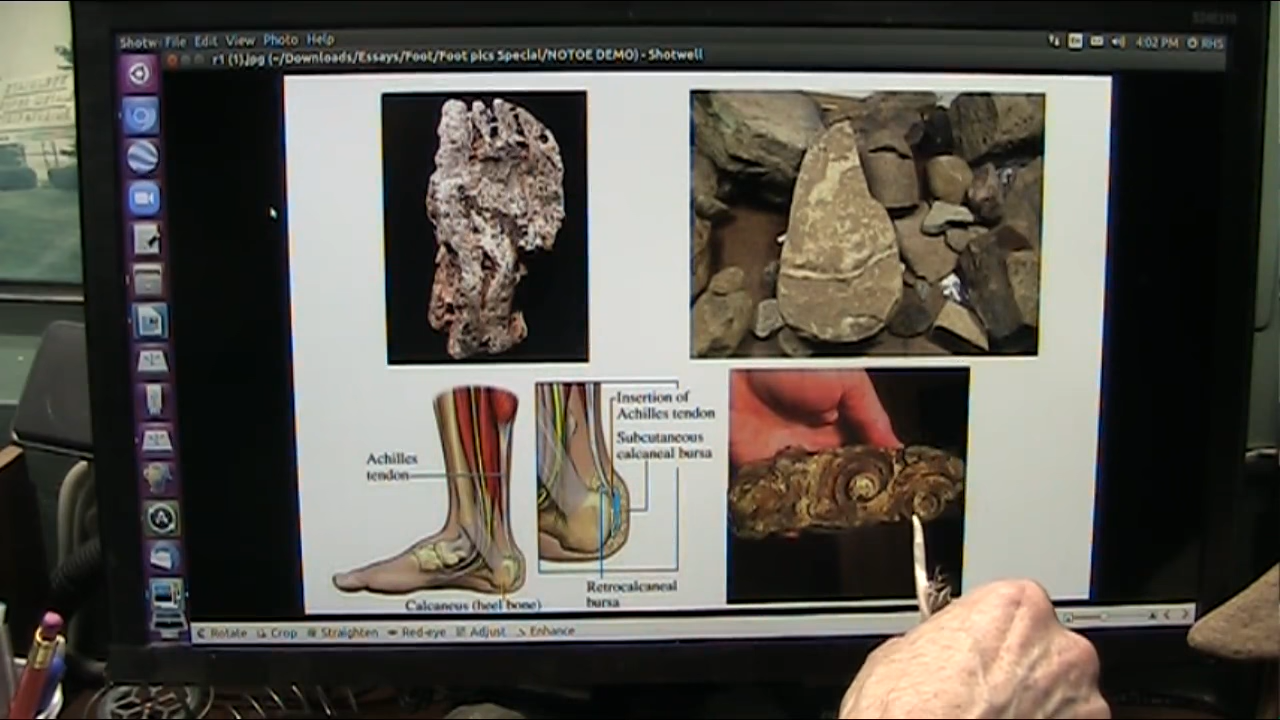 Shotw File Edit View Photo Help
4:02 PM RHS
r1 (1).jpg (~/Downloads/Essays/Foot/Foot pics Special/NOTOE DEMO) - Shotwell
Insertion of
Achilles tendon
Subcutaneous
calcaneal bursa
Achilles
tendon
Retrocalcaneal
bursa
Calcaneus (heel bone)
Rotate Crop Straighten Red-eye Adjust Enhance